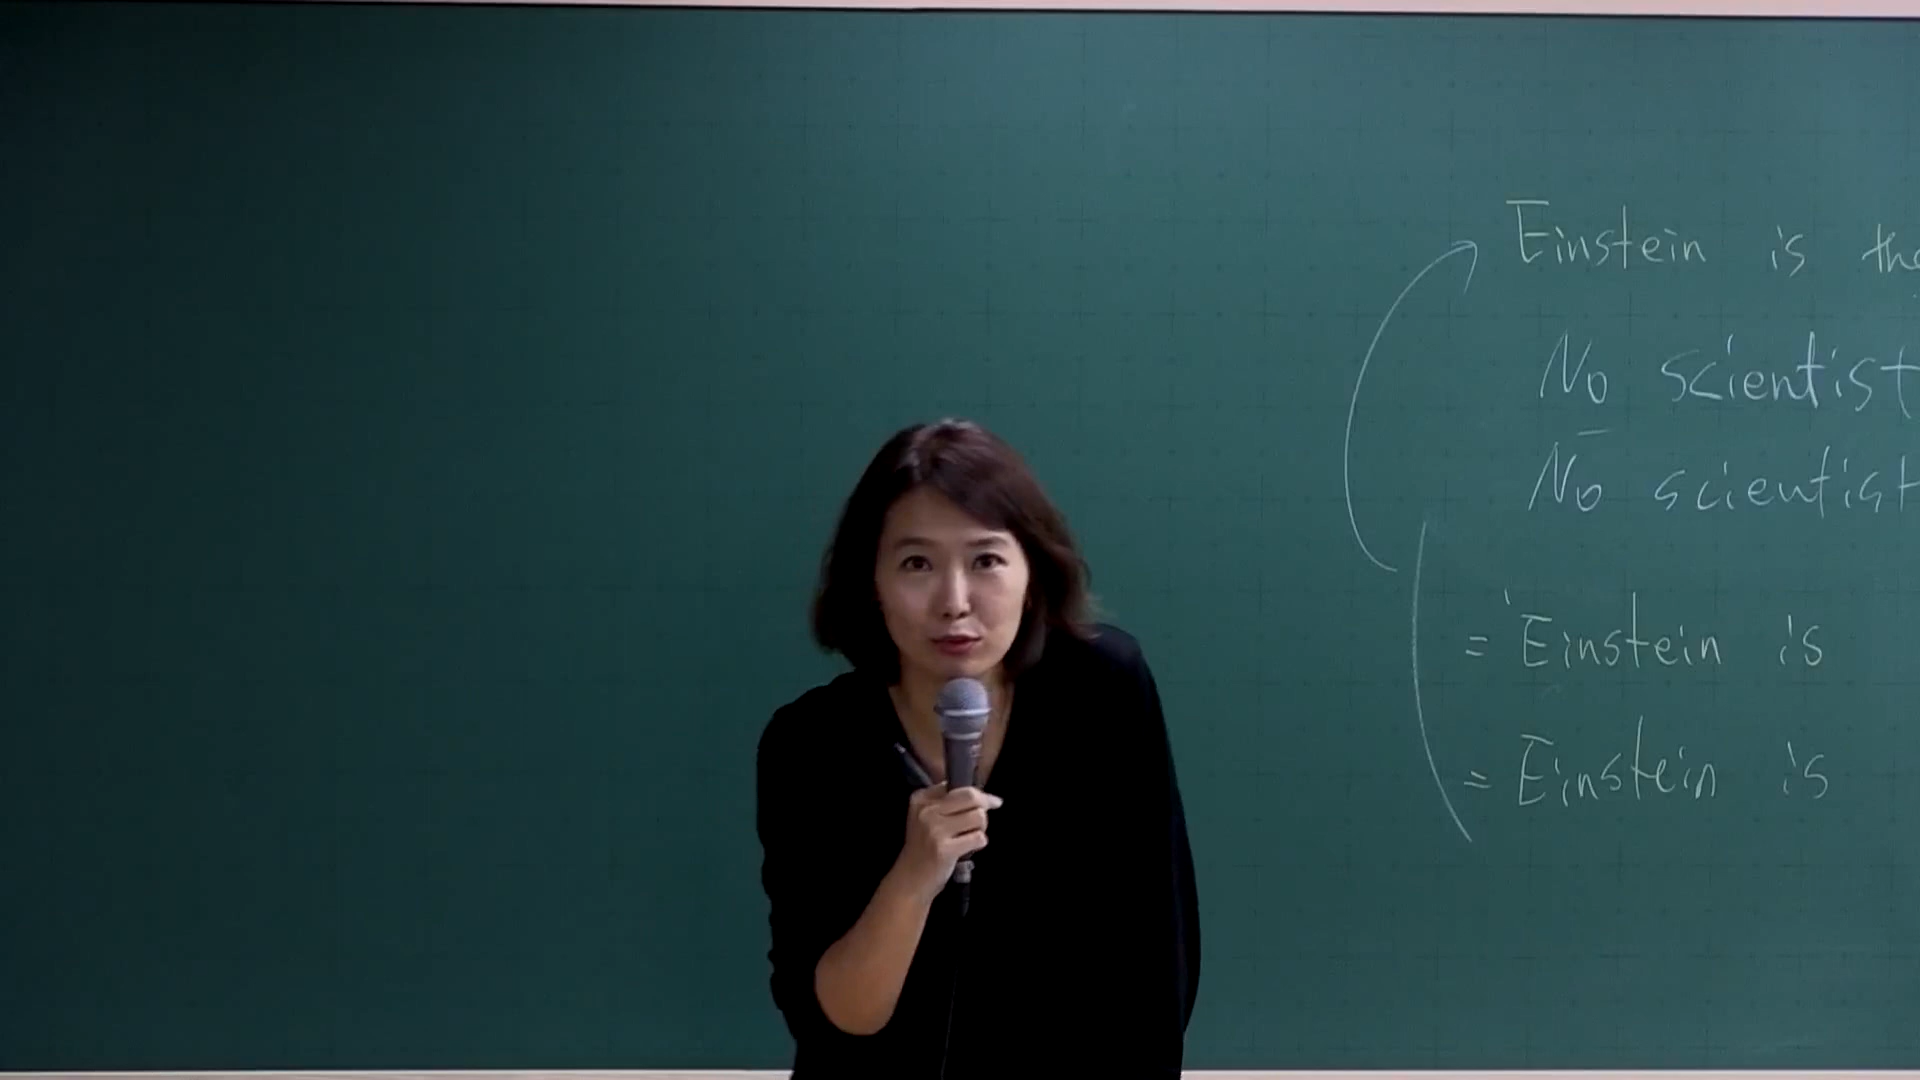 Einstein is the
No scientist
No scientist
= Einstein is
= Einstein is